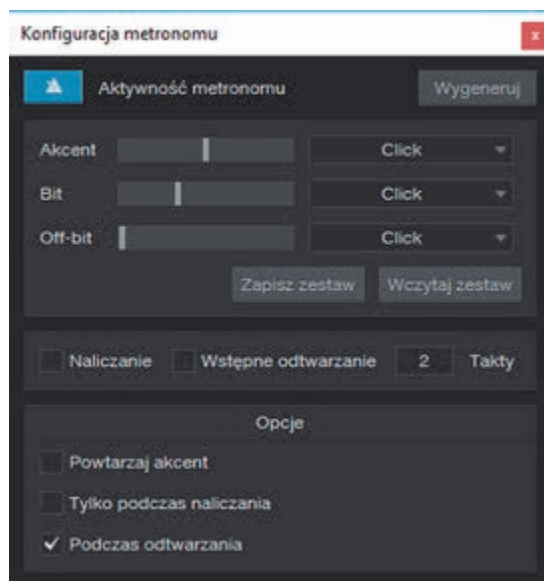 Konfiguracja metronomu x
Aktywność metronomu Wygeneruj
Akcent Click
Bit Click
Off-bit Click
Zapisz zestaw Wczytaj zestaw
Naliczanie Wstępne odtwarzanie 2 Takty
Opcje
Powtarzaj akcent
Tylko podczas naliczania
Podczas odtwarzania